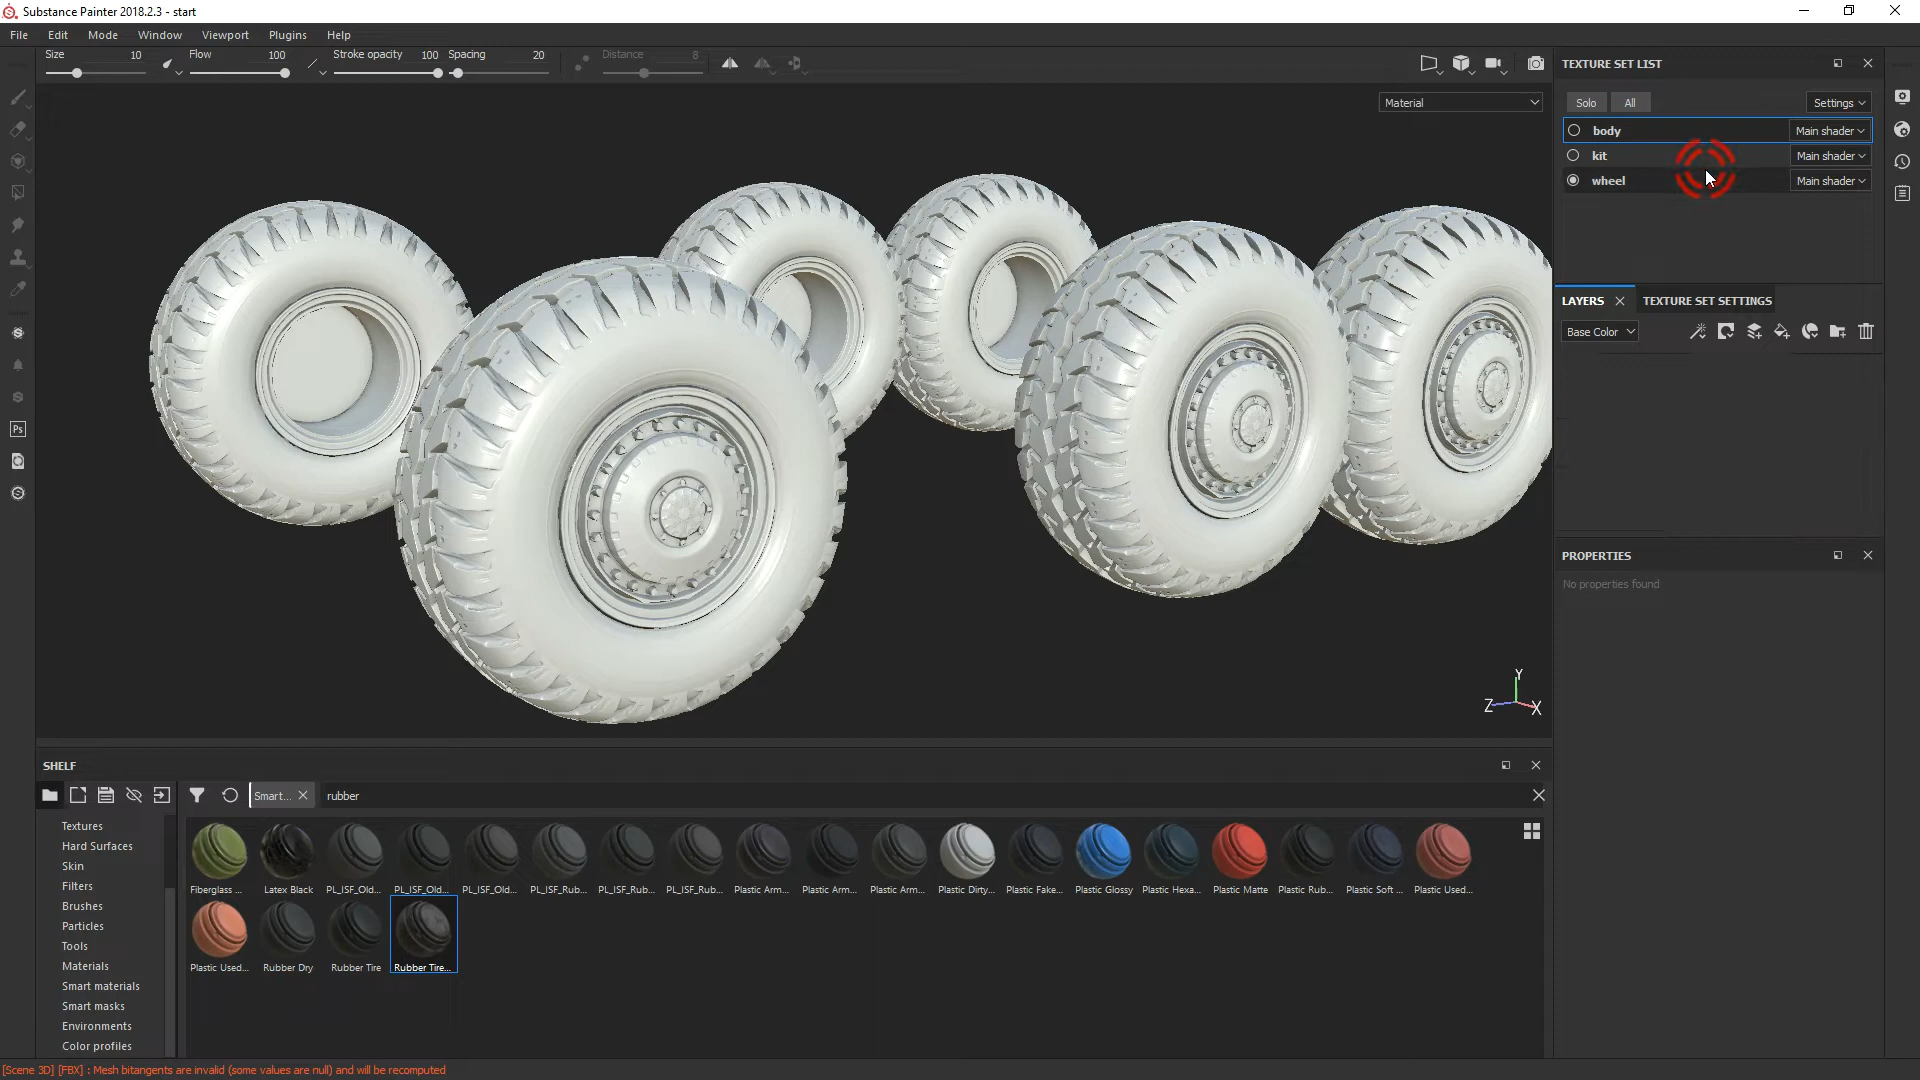 Substance Painter 2018.2.3 - start
File Edit Mode Window Viewport Plugins Help
Size 10 Flow 100 Stroke opacity 100 Spacing 20 Distance 8
TEXTURE SET LIST
Material
Solo All Settings
body Main shader
kit Main shader
wheel Main shader
LAYERS TEXTURE SET SETTINGS
Base Color
Ps
PROPERTIES
No properties found
Y
Z X
SHELF
Smart... rubber
Textures
Hard Surfaces
Skin
Filters
Brushes
Particles
Tools
Materials
Smart materials
Smart masks
Environments
Color profiles
Fiberglass ... Latex Black PL_ISF_Old... PL_ISF_Old... PL_ISF_Old... PL_ISF_Rub... PL_ISF_Rub... PL_ISF_Rub... Plastic Arm... Plastic Arm... Plastic Arm... Plastic Dirty... Plastic Fake... Plastic Glossy Plastic Hexa... Plastic Matte Plastic Rub... Plastic Soft ... Plastic Used...
Plastic Used... Rubber Dry Rubber Tire Rubber Tire...
[Scene 3D] [FBX] : Mesh bitangents are invalid (some values are null) and will be recomputed